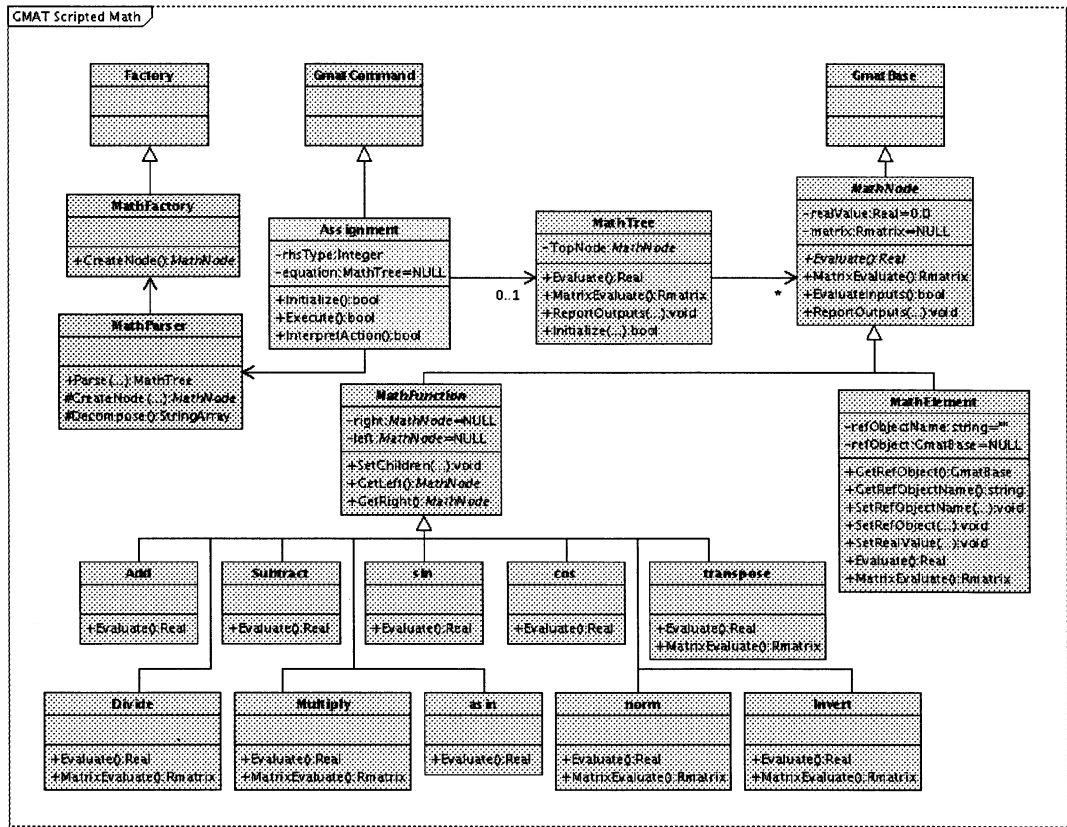 GMAT Scripted Math
Factory
GmatCommand
GmatBase
MathFactory
+CreateNode():MathNode
Assignment
-rhsType:Integer
-equation:MathTree=NULL
+Initialize():bool
+Execute():bool
+InterpretAction():bool
MathTree
-TopNode:MathNode
+Evaluate():Real
+MatrixEvaluate():Rmatrix
+ReportOutputs(...):void
+Initialize(...):bool
0..1
*
MathNode
-realValue:Real=0.0
-matrix:Rmatrix=NULL
+Evaluate():Real
+MatrixEvaluate():Rmatrix
+EvaluateInputs():bool
+ReportOutputs(...):void
MathParser
+Parse(...):MathTree
#CreateNode(...):MathNode
#Decompose():StringArray
MathFunction
-right:MathNode=NULL
-left:MathNode=NULL
+SetChildren(...):void
+GetLeft():MathNode
+GetRight():MathNode
MathElement
-refObjectName:string=""
-refObject:GmatBase=NULL
+GetRefObject():GmatBase
+GetRefObjectName():string
+SetRefObjectName(...):void
+SetRefObject(...):void
+SetRealValue(...):void
+Evaluate():Real
+MatrixEvaluate():Rmatrix
Add
+Evaluate():Real
Subtract
+Evaluate():Real
sin
+Evaluate():Real
cos
+Evaluate():Real
transpose
+Evaluate():Real
+MatrixEvaluate():Rmatrix
Divide
+Evaluate():Real
+MatrixEvaluate():Rmatrix
Multiply
+Evaluate():Real
+MatrixEvaluate():Rmatrix
asin
+Evaluate():Real
norm
+Evaluate():Real
+MatrixEvaluate():Rmatrix
Invert
+Evaluate():Real
+MatrixEvaluate():Rmatrix